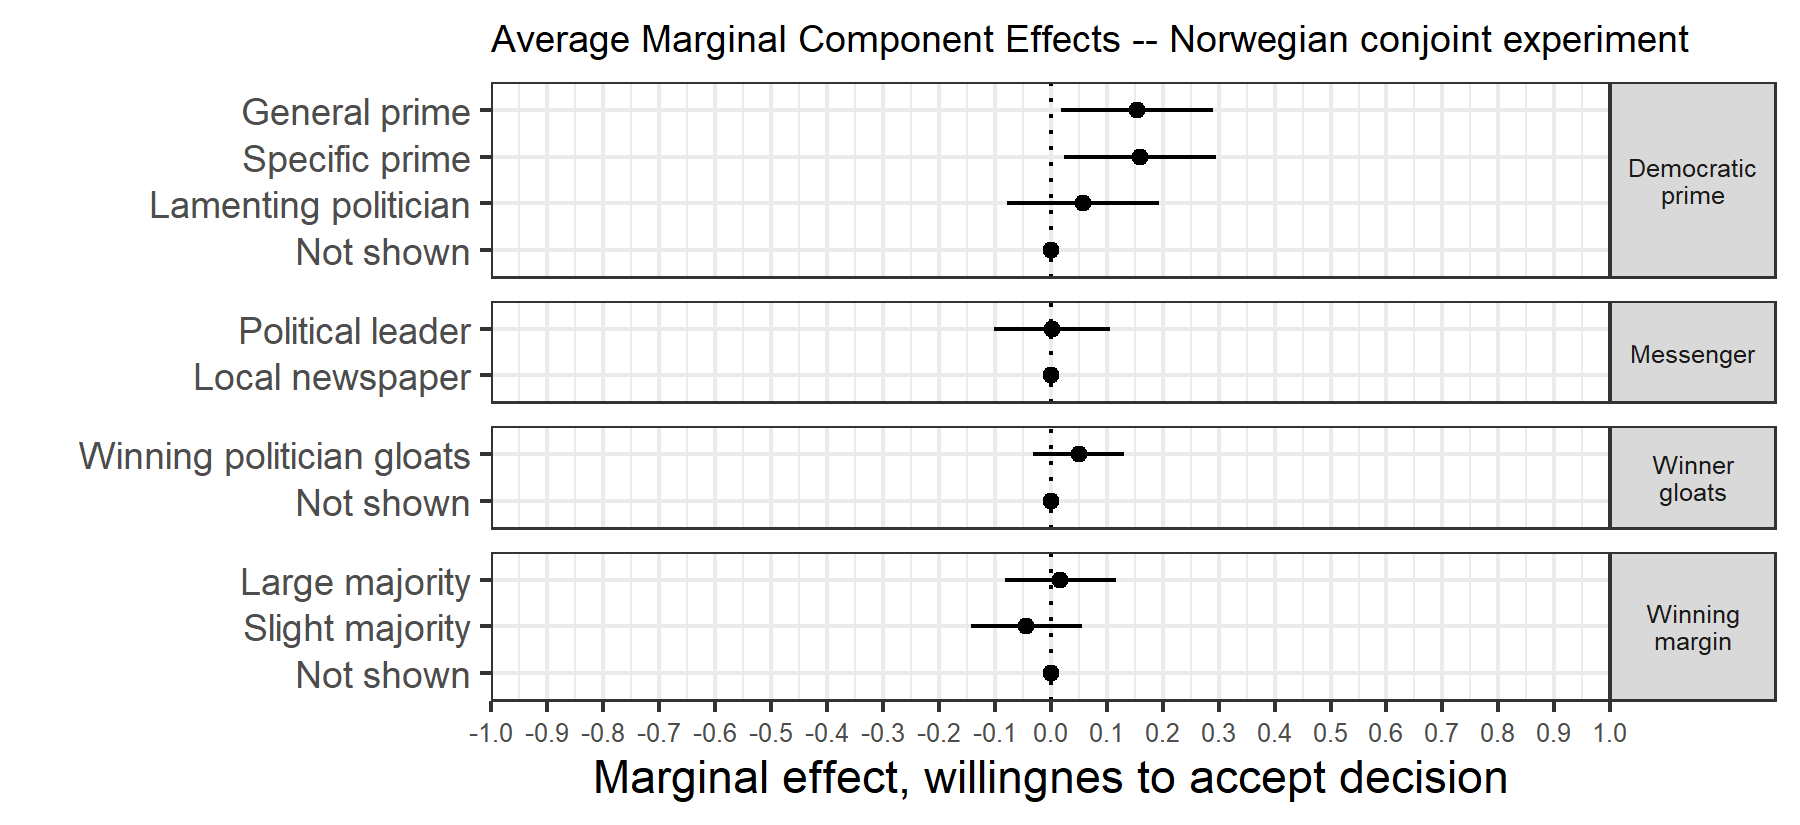 Average Marginal Component Effects -- Norwegian conjoint experiment
General prime
Specific prime
Lamenting politician
Not shown
Democratic
prime
Political leader
Local newspaper
Messenger
Winning politician gloats
Not shown
Winner
gloats
Large majority
Slight majority
Not shown
Winning
margin
-1.0 -0.9 -0.8 -0.7 -0.6 -0.5 -0.4 -0.3 -0.2 -0.1 0.0 0.1 0.2 0.3 0.4 0.5 0.6 0.7 0.8 0.9 1.0
Marginal effect, willingnes to accept decision